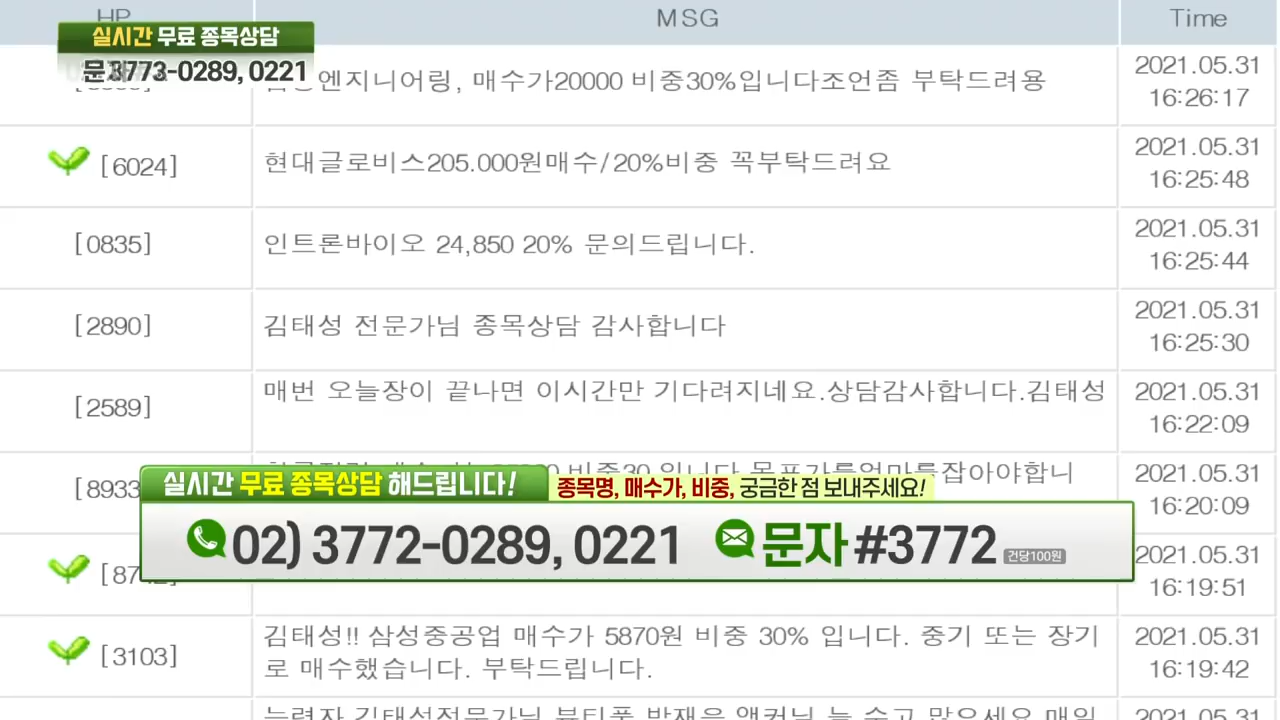 HP MSG Time
실시간 무료 종목상담
3773-0289, 0221
엔지니어링, 매수가20000 비중30%입니다조언좀 부탁드려용
2021.05.31
16:26:17
[6024] 현대글로비스205.000원매수/20%비중 꼭부탁드려요
2021.05.31
16:25:48
[0835] 인트론바이오 24,850 20% 문의드립니다.
2021.05.31
16:25:44
[2890] 김태성 전문가님 종목상담 감사합니다
2021.05.31
16:25:30
[2589] 매번 오늘장이 끝나면 이시간만 기다려지네요.상담감사합니다.김태성
2021.05.31
16:22:09
[8933
2021.05.31
16:20:09
실시간 무료 종목상담 해드립니다! 종목명, 매수가, 비중, 궁금한 점 보내주세요!
02) 3772-0289, 0221 문자 #3772 건당100원
2021.05.31
16:19:51
[3103] 김태성!! 삼성중공업 매수가 5870원 비중 30% 입니다. 중기 또는 장기
로 매수했습니다. 부탁드립니다.
2021.05.31
16:19:42